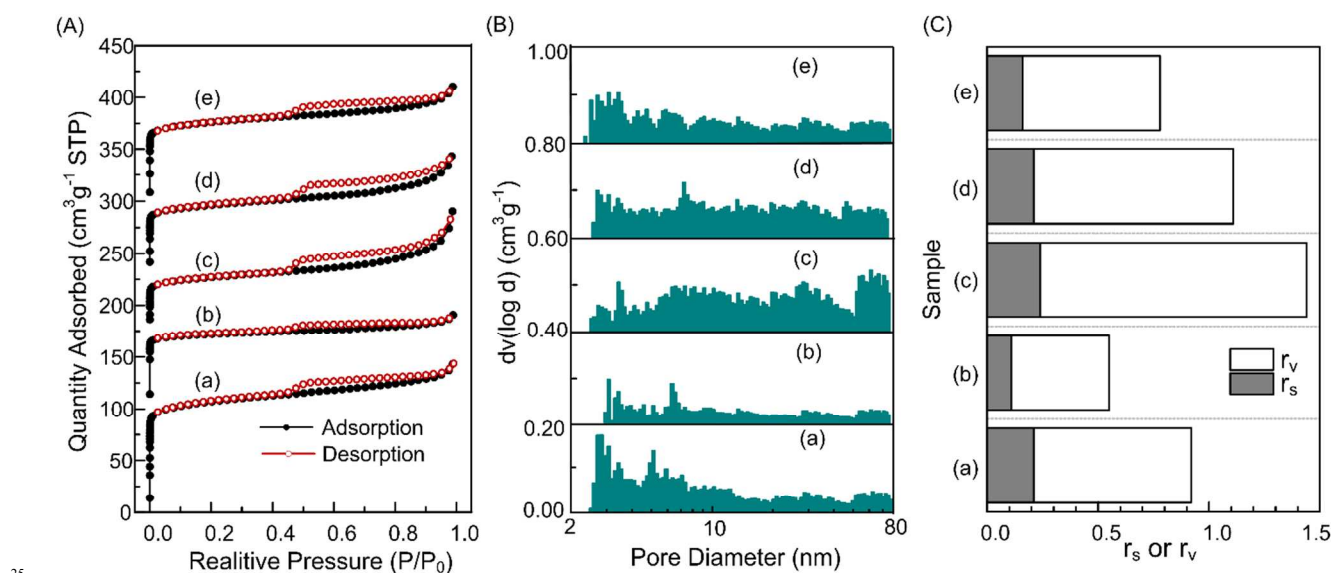 (A)
Quantity Adsorbed (cm³g⁻¹ STP)
450
400
350
300
250
200
150
100
50
0
(e)
(d)
(c)
(b)
(a)
Adsorption
Desorption
0.0 0.2 0.4 0.6 0.8 1.0
Realitive Pressure (P/P₀)
(B)
dv(log d) (cm³g⁻¹)
1.00
0.80
0.60
0.40
0.20
0.00
(e)
(d)
(c)
(b)
(a)
2 10 80
Pore Diameter (nm)
(C)
Sample
(e)
(d)
(c)
(b)
(a)
rᵥ
rₛ
0.0 0.5 1.0 1.5
rₛ or rᵥ
25